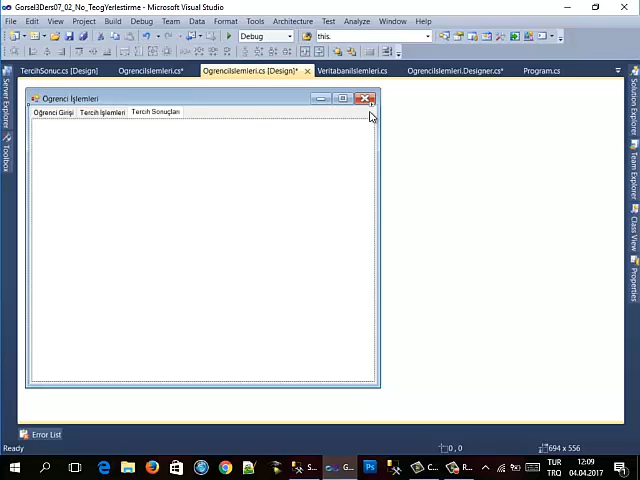 Gorsel3Ders07_02_No_TeogYerlestirme - Microsoft Visual Studio
File Edit View Project Build Debug Team Data Format Tools Architecture Test Analyze Window Help
Debug this.
TercihSonuc.cs [Design] OgrenciIslemleri.cs* OgrenciIslemleri.cs [Design]* VeritabaniIslemleri.cs OgrenciIslemleri.Designer.cs* Program.cs
Öğrenci İşlemleri
Öğrenci Girişi Tercih İşlemleri Tercih Sonuçları
Server Explorer
Toolbox
Solution Explorer
Team Explorer
Class View
Properties
Error List
Ready 0 , 0 694 x 556
S... G... C... R... TUR 12:09
TRQ 04.04.2017